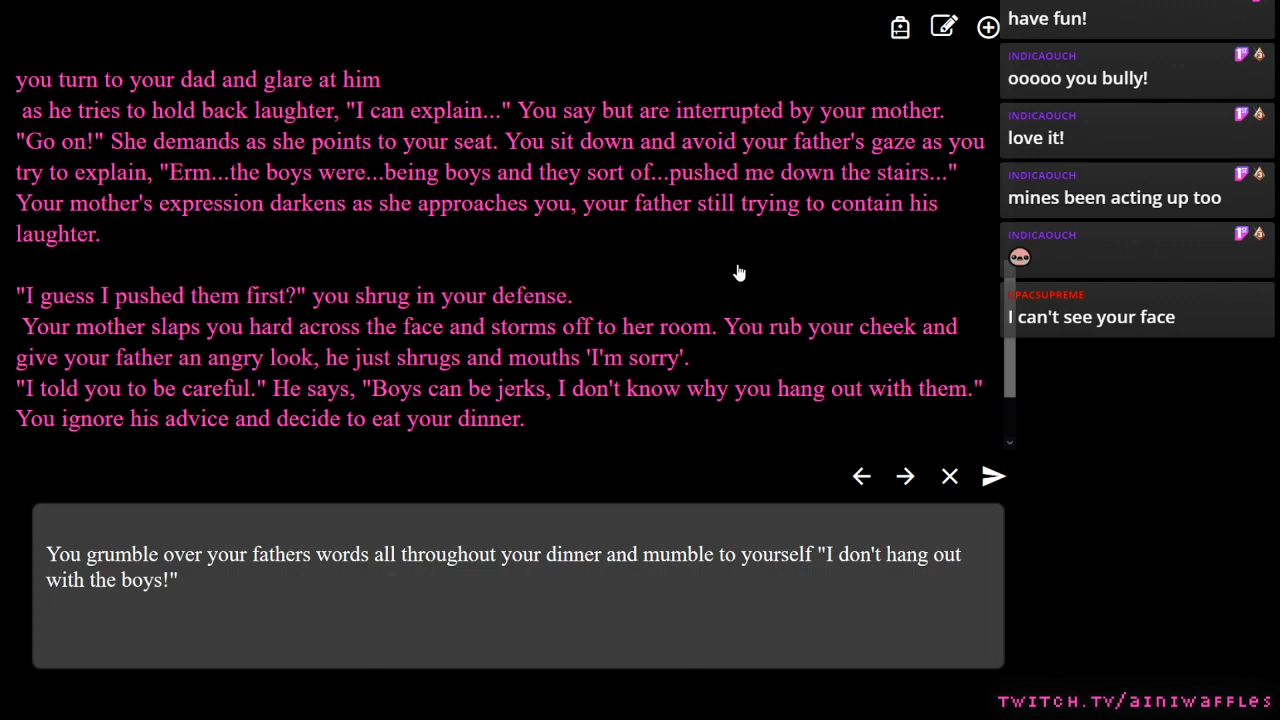 you turn to your dad and glare at him
as he tries to hold back laughter, "I can explain..." You say but are interrupted by your mother.
"Go on!" She demands as she points to your seat. You sit down and avoid your father's gaze as you
try to explain, "Erm...the boys were...being boys and they sort of...pushed me down the stairs..."
Your mother's expression darkens as she approaches you, your father still trying to contain his
laughter.
"I guess I pushed them first?" you shrug in your defense.
Your mother slaps you hard across the face and storms off to her room. You rub your cheek and
give your father an angry look, he just shrugs and mouths 'I'm sorry'.
"I told you to be careful." He says, "Boys can be jerks, I don't know why you hang out with them."
You ignore his advice and decide to eat your dinner.
You grumble over your fathers words all throughout your dinner and mumble to yourself "I don't hang out
with the boys!"
have fun!
INDICAOUCH
ooooo you bully!
INDICAOUCH
love it!
INDICAOUCH
mines been acting up too
INDICAOUCH
PACSUPREME
I can't see your face
TWITCH.TV/AINIWAFFLES